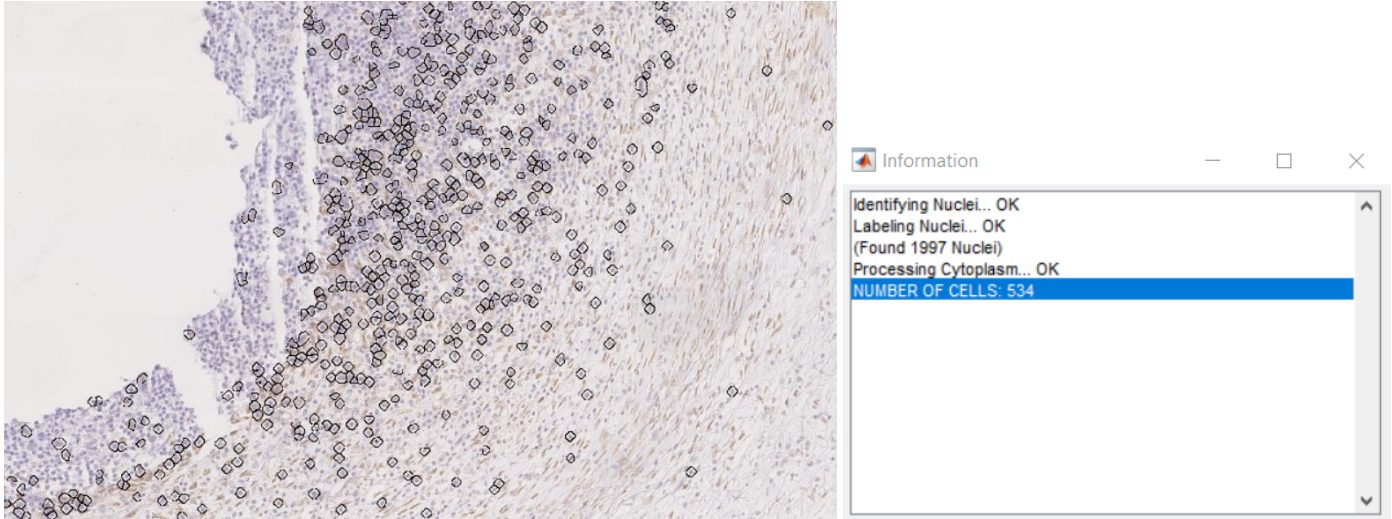 Information
Identifying Nuclei... OK
Labeling Nuclei... OK
(Found 1997 Nuclei)
Processing Cytoplasm... OK
NUMBER OF CELLS: 534